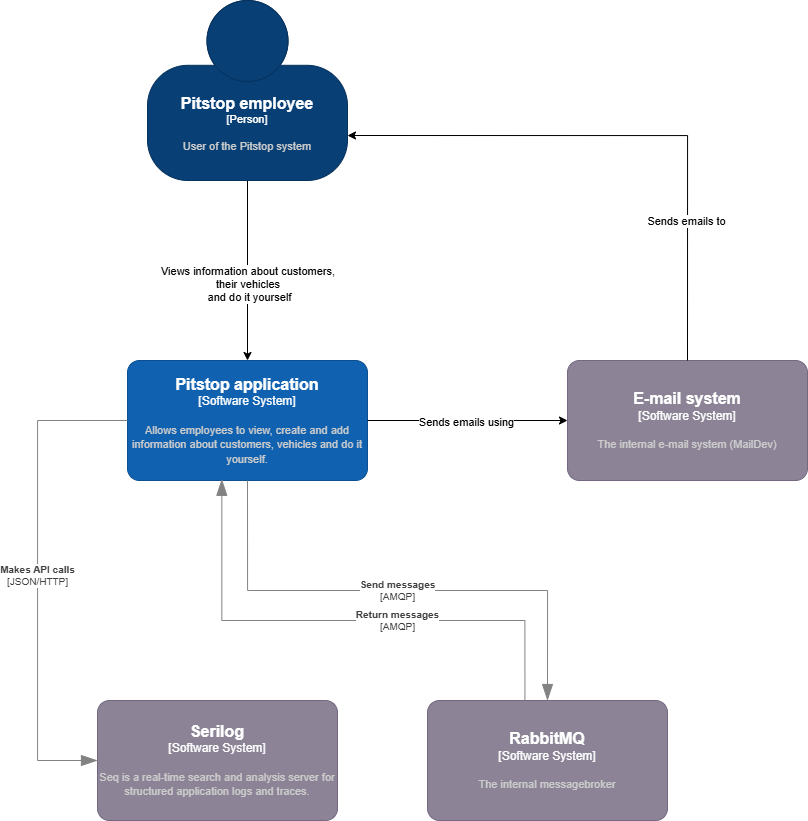 Pitstop employee
[Person]
User of the Pitstop system
Sends emails to
Views information about customers,
their vehicles
and do it yourself
Pitstop application
[Software System]
Allows employees to view, create and add
information about customers, vehicles and do it
yourself.
Sends emails using
E-mail system
[Software System]
The internal e-mail system (MailDev)
Makes API calls
[JSON/HTTP]
Send messages
[AMQP]
Return messages
[AMQP]
Serilog
[Software System]
Seq is a real-time search and analysis server for
structured application logs and traces.
RabbitMQ
[Software System]
The internal messagebroker